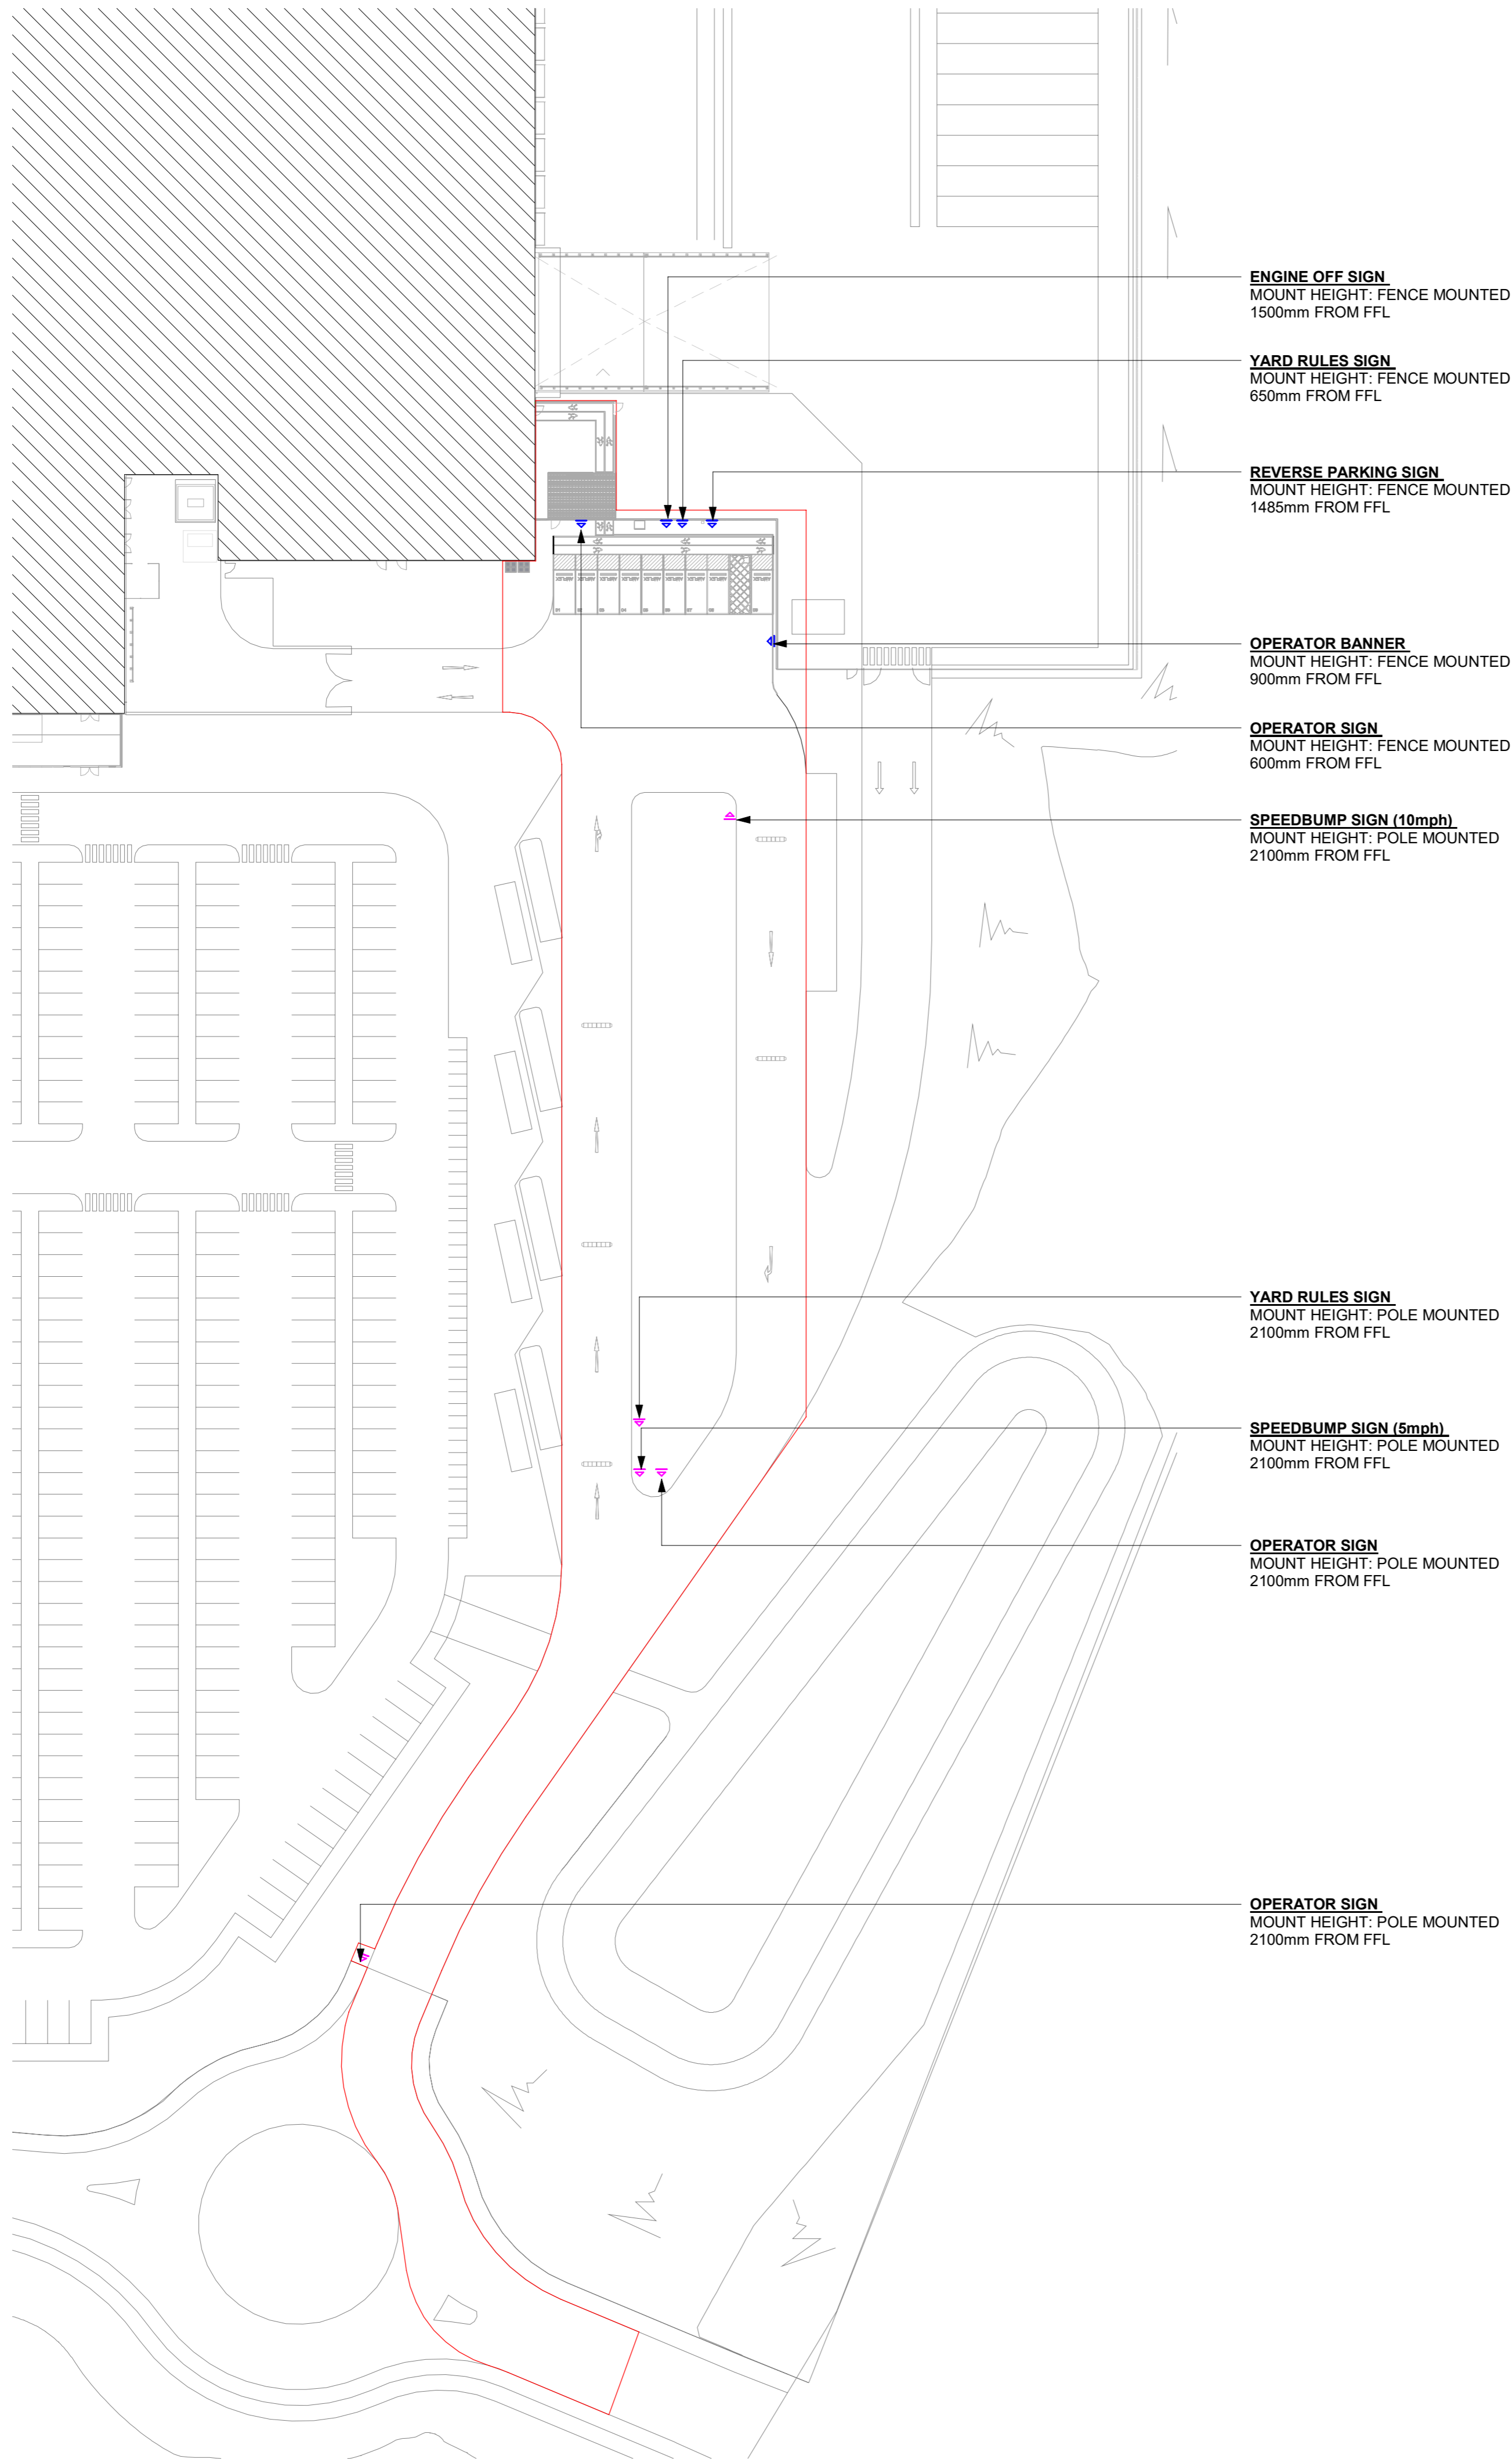 ENGINE OFF SIGN
MOUNT HEIGHT: FENCE MOUNTED
1500mm FROM FFL
YARD RULES SIGN
MOUNT HEIGHT: FENCE MOUNTED
650mm FROM FFL
REVERSE PARKING SIGN
MOUNT HEIGHT: FENCE MOUNTED
1485mm FROM FFL
OPERATOR BANNER
MOUNT HEIGHT: FENCE MOUNTED
900mm FROM FFL
OPERATOR SIGN
MOUNT HEIGHT: FENCE MOUNTED
600mm FROM FFL
SPEEDBUMP SIGN (10mph)
MOUNT HEIGHT: POLE MOUNTED
2100mm FROM FFL
YARD RULES SIGN
MOUNT HEIGHT: POLE MOUNTED
2100mm FROM FFL
SPEEDBUMP SIGN (5mph)
MOUNT HEIGHT: POLE MOUNTED
2100mm FROM FFL
OPERATOR SIGN
MOUNT HEIGHT: POLE MOUNTED
2100mm FROM FFL
OPERATOR SIGN
MOUNT HEIGHT: POLE MOUNTED
2100mm FROM FFL